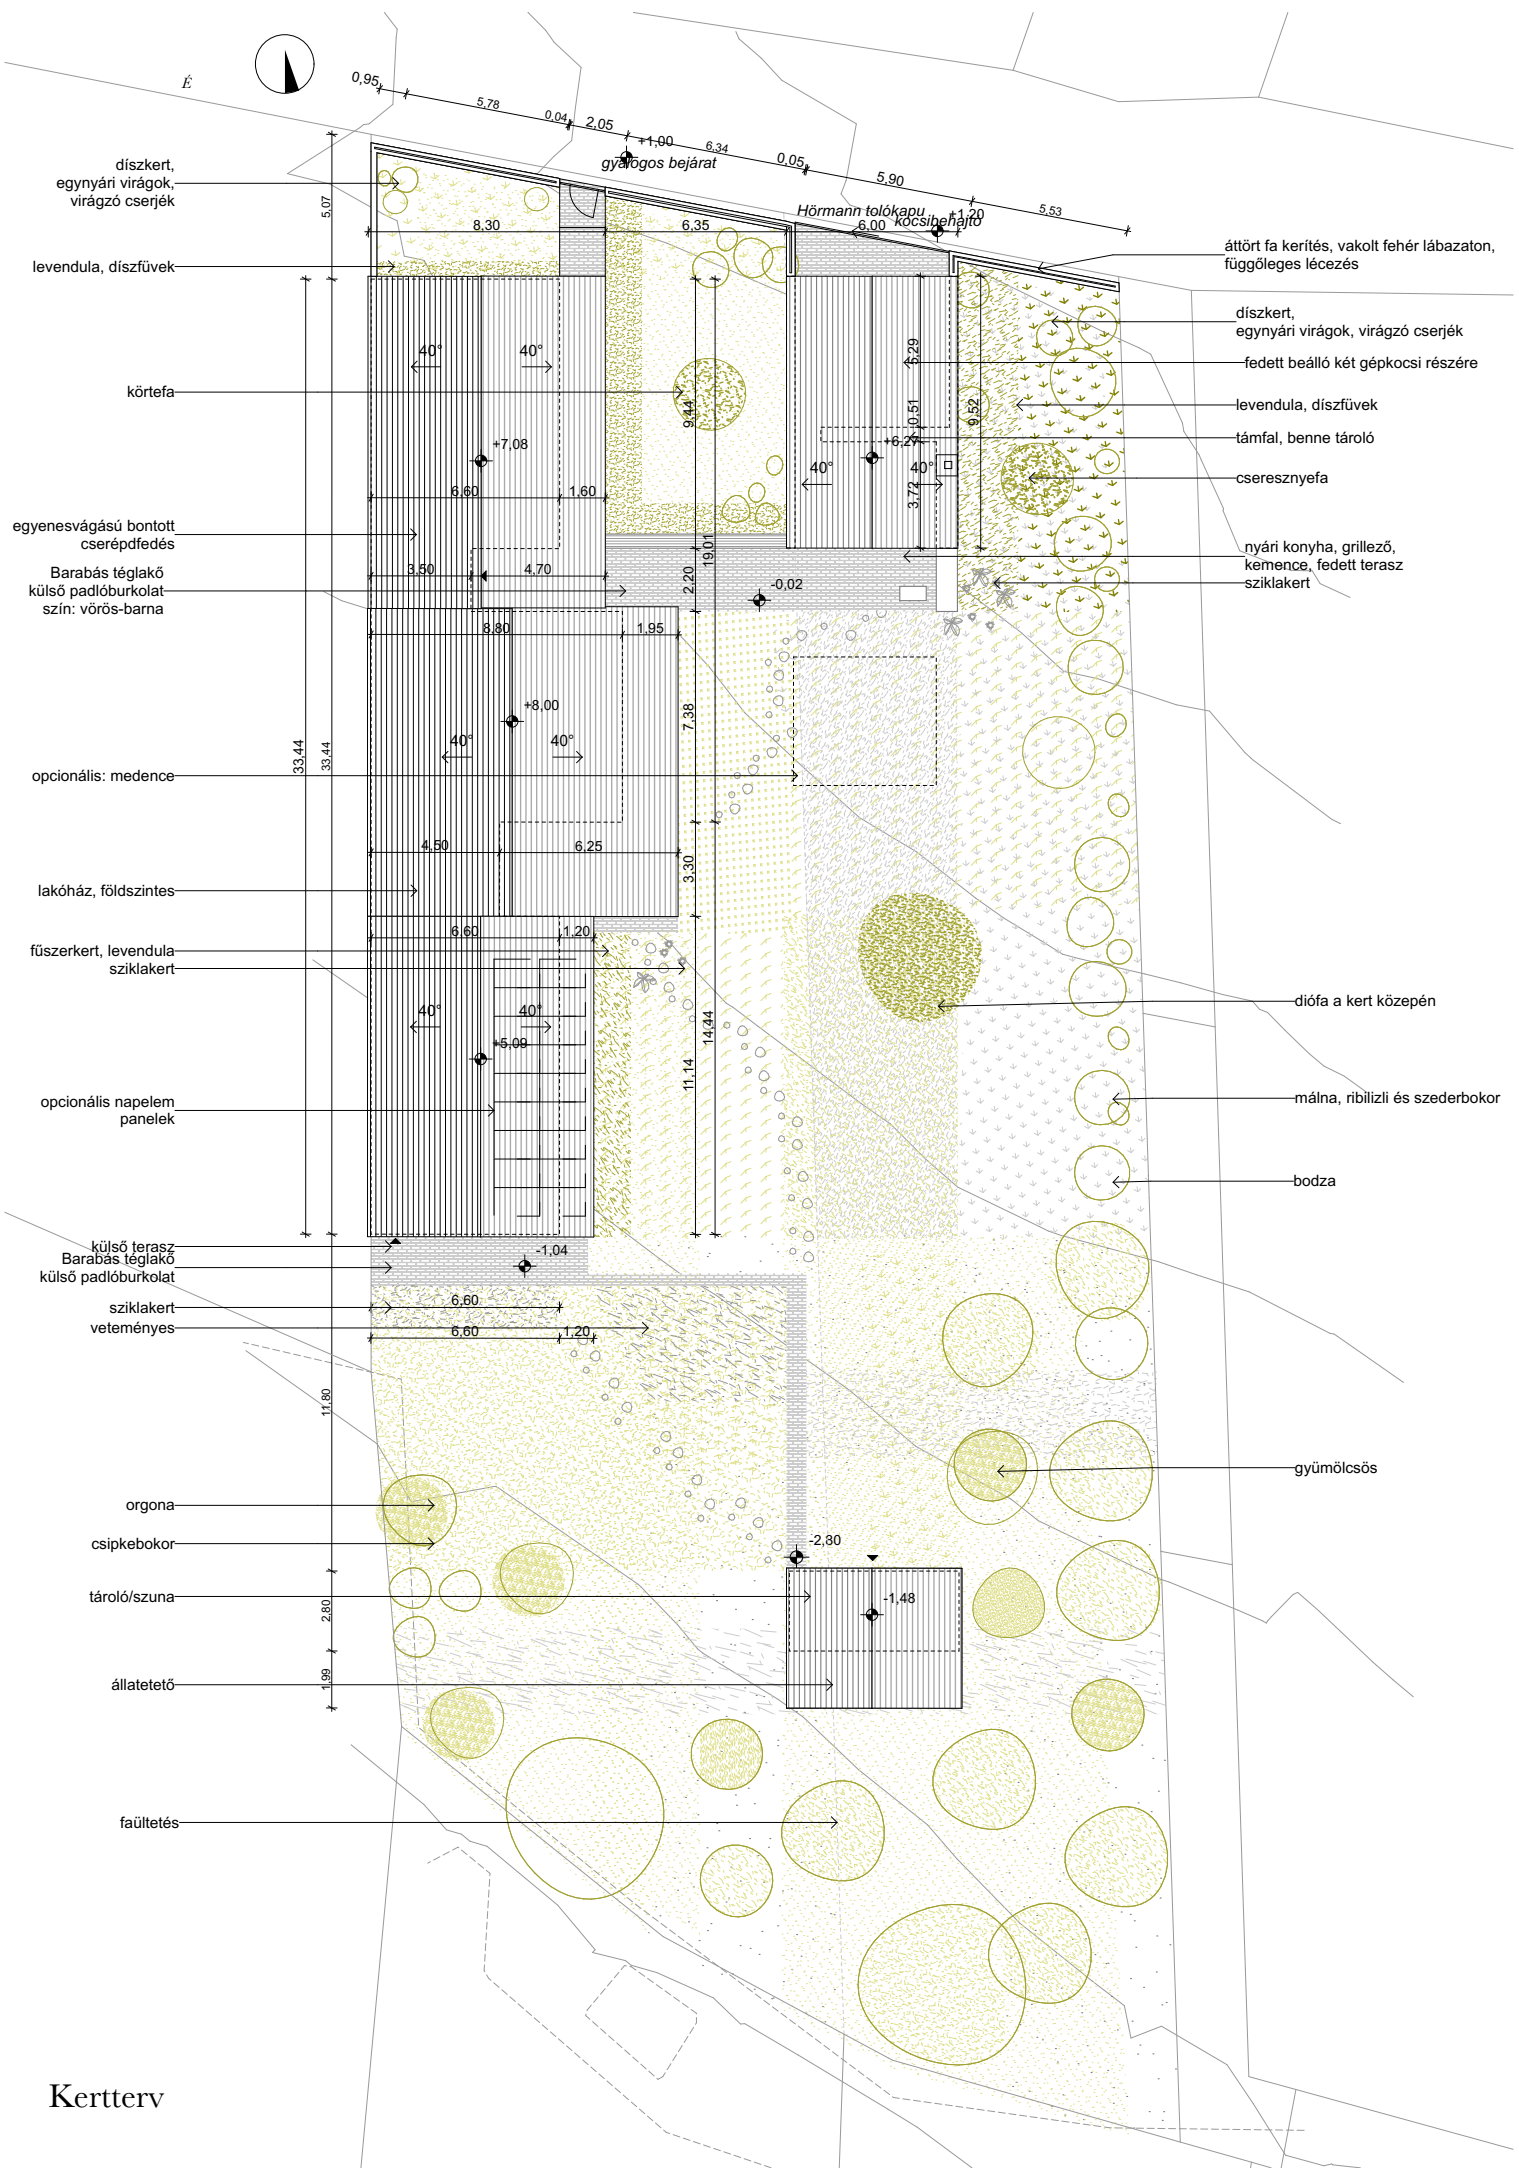 É
0,95
5,78
0,04
2,05
+1,00
gyalogos bejárat
6,34
0,05
5,90
5,53
Hörmann tolókapu
kocsibehajtó
+1,20
díszkert,
egynyári virágok,
virágzó cserjék
5,07
8,30
6,35
6,00
áttört fa kerítés, vakolt fehér lábazaton,
függőleges lécezés
levendula, díszfüvek
díszkert,
egynyári virágok, virágzó cserjék
40°
40°
5,29
fedett beálló két gépkocsi részére
körtefa
9,44
0,51
9,52
levendula, díszfüvek
+7,08
+6,27
támfal, benne tároló
40°
40°
3,72
cseresznyefa
6,60
1,60
egyenesvágású bontott
cserépdfedés
19,01
nyári konyha, grillező,
kemence, fedett terasz
sziklakert
Barabás téglakő
külső padlóburkolat
szín: vörös-barna
3,50
4,70
2,20
-0,02
8,80
1,95
+8,00
7,38
40°
40°
33,44
33,44
opcionális: medence
4,50
6,25
3,30
lakóház, földszintes
6,60
1,20
fűszerkert, levendula
sziklakert
diófa a kert közepén
40°
40°
+5,09
14,44
11,14
opcionális napelem
panelek
málna, ribilizli és szederbokor
bodza
külső terasz
Barabás téglakő
külső padlóburkolat
-1,04
sziklakert
6,60
veteményes
6,60
1,20
11,80
gyümölcsös
orgona
csipkebokor
-2,80
tároló/szuna
-1,48
2,80
állatetető
1,99
faültetés
Kertterv